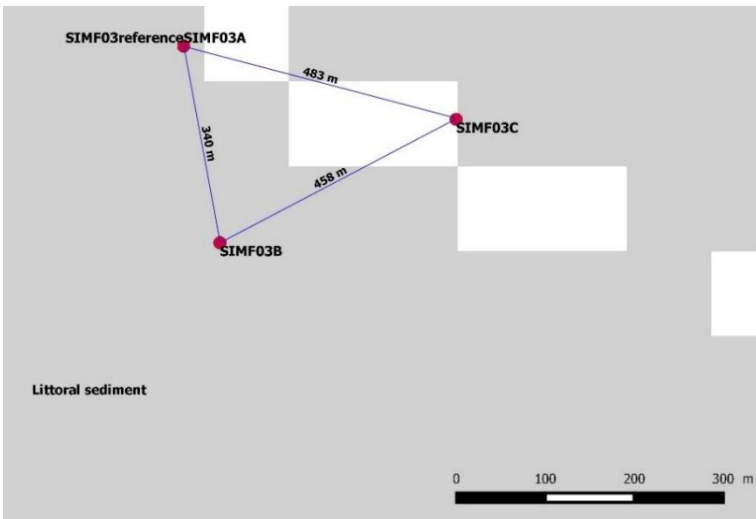 SIMF03referenceSIMF03A
483 m
SIMF03C
340 m
458 m
SIMF03B
Littoral sediment
0 100 200 300 m